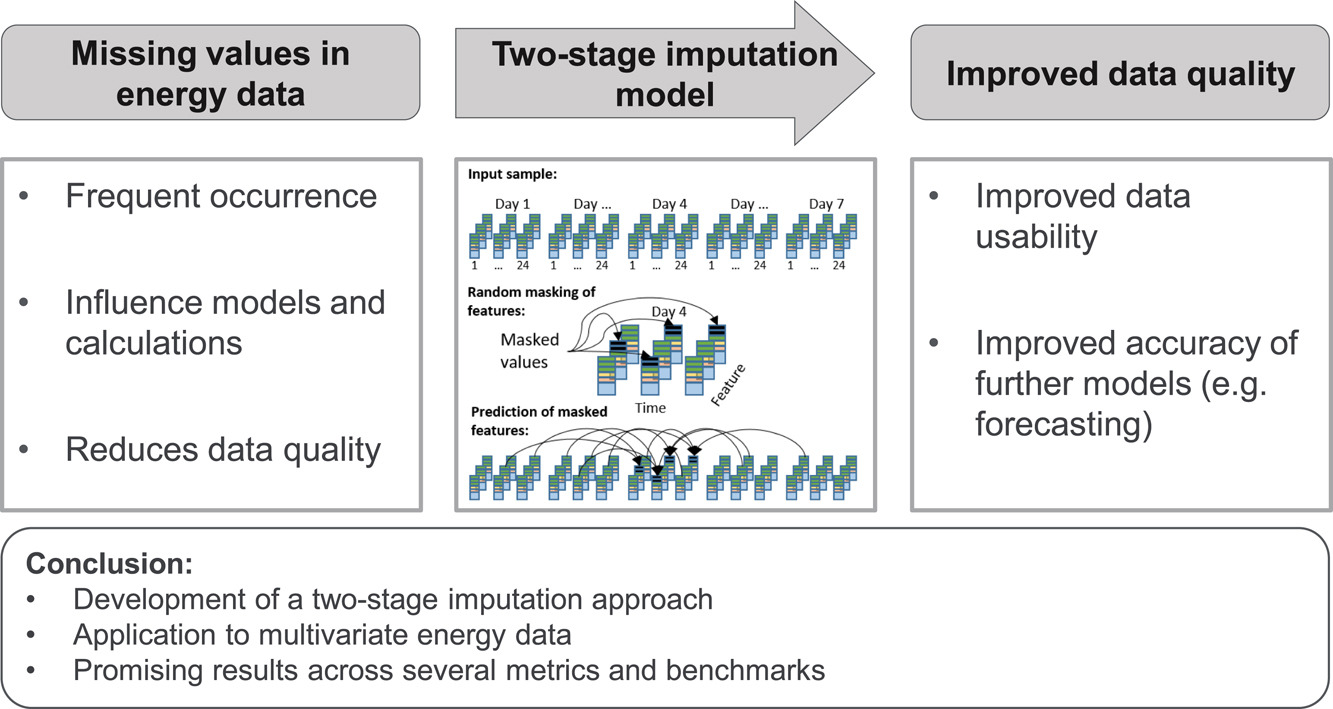 Missing values in
energy data
Two-stage imputation
model
Improved data quality
• Frequent occurrence
• Influence models and
calculations
• Reduces data quality
Input sample:
Day 1 Day ... Day 4 Day ... Day 7
1 ... 24 1 ... 24 1 ... 24 1 ... 24 1 ... 24
Random masking of
features:
Day 4
Masked
values
Time
Feature
Prediction of masked
features:
• Improved data
usability
• Improved accuracy of
further models (e.g.
forecasting)
Conclusion:
• Development of a two-stage imputation approach
• Application to multivariate energy data
• Promising results across several metrics and benchmarks